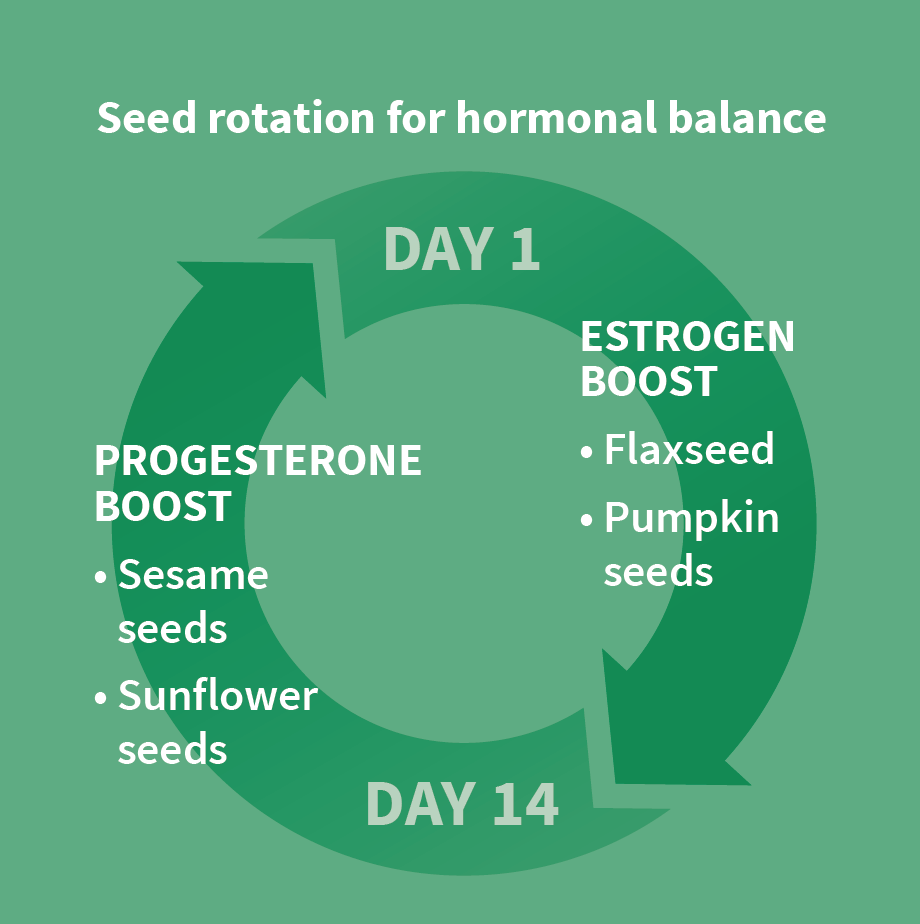 Seed rotation for hormonal balance
DAY 1
ESTROGEN
BOOST
• Flaxseed
• Pumpkin
seeds
PROGESTERONE
BOOST
• Sesame
seeds
• Sunflower
seeds
DAY 14